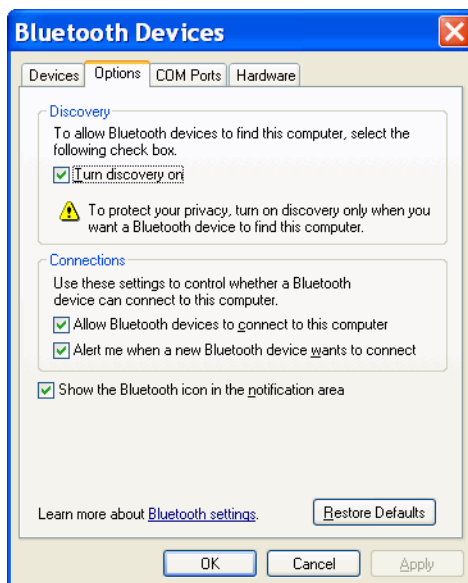 Bluetooth Devices
Devices Options COM Ports Hardware
Discovery
To allow Bluetooth devices to find this computer, select the
following check box.
Turn discovery on
To protect your privacy, turn on discovery only when you
want a Bluetooth device to find this computer.
Connections
Use these settings to control whether a Bluetooth
device can connect to this computer.
Allow Bluetooth devices to connect to this computer
Alert me when a new Bluetooth device wants to connect
Show the Bluetooth icon in the notification area
Learn more about Bluetooth settings.
Restore Defaults
OK Cancel Apply